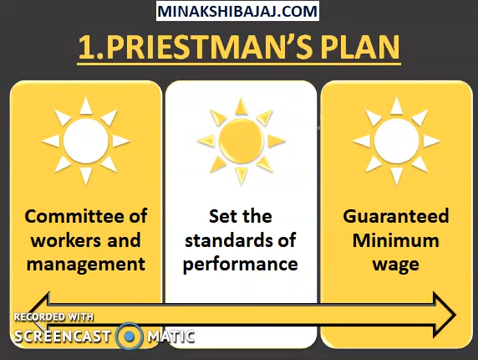 MINAKSHIBAJAJ.COM
1.PRIESTMAN'S PLAN
Committee of
workers and
management
Set the
standards of
performance
Guaranteed
Minimum
wage
RECORDED WITH
SCREENCAST MATIC